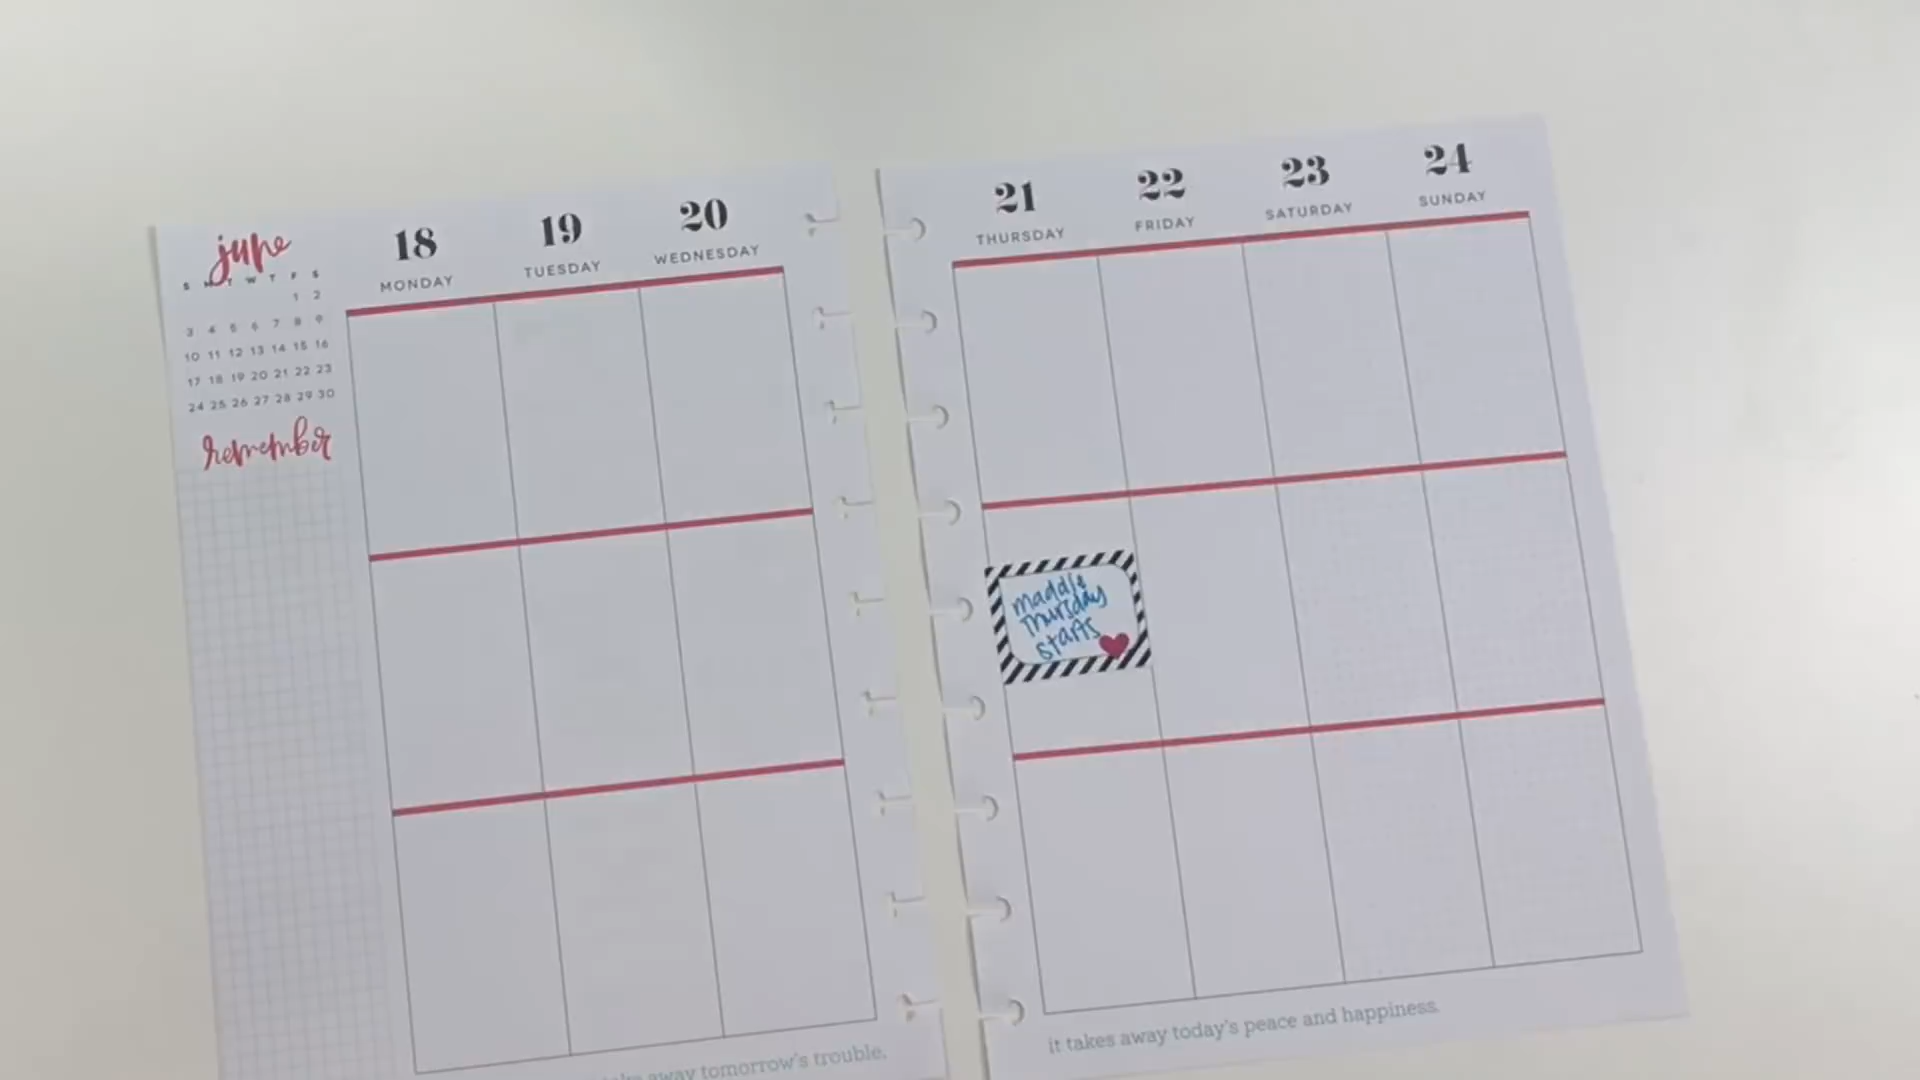 june
S M T W T F S
1 2
3 4 5 6 7 8 9
10 11 12 13 14 15 16
17 18 19 20 21 22 23
24 25 26 27 28 29 30
remember
18
MONDAY
19
TUESDAY
20
WEDNESDAY
away tomorrow's trouble,
21
THURSDAY
22
FRIDAY
23
SATURDAY
24
SUNDAY
maddie
Thursday
starts
it takes away today's peace and happiness.